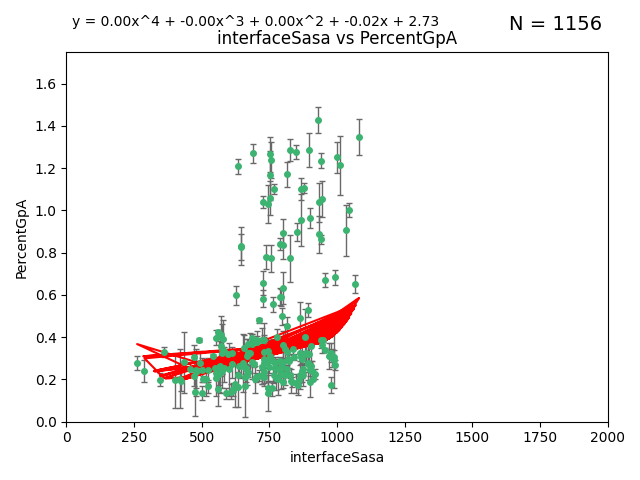 y = 0.00x^4 + -0.00x^3 + 0.00x^2 + -0.02x + 2.73
N = 1156
interfaceSasa vs PercentGpA
1.6
1.4
1.2
1.0
0.8
0.6
0.4
0.2
0.0
PercentGpA
0 250 500 750 1000 1250 1500 1750 2000
interfaceSasa